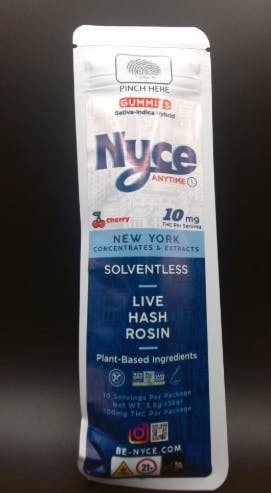 PINCH HERE
GUMMIES
Sativa-Indica Hybrid
Nyce
ANYTIME
Cherry
10 mg
THC Per Serving
NEW YORK
CONCENTRATES & EXTRACTS
SOLVENTLESS
LIVE
HASH
ROSIN
Plant-Based Ingredients
10 Servings Per Package
100mg THC Per Package
BE-NYCE.COM
21+